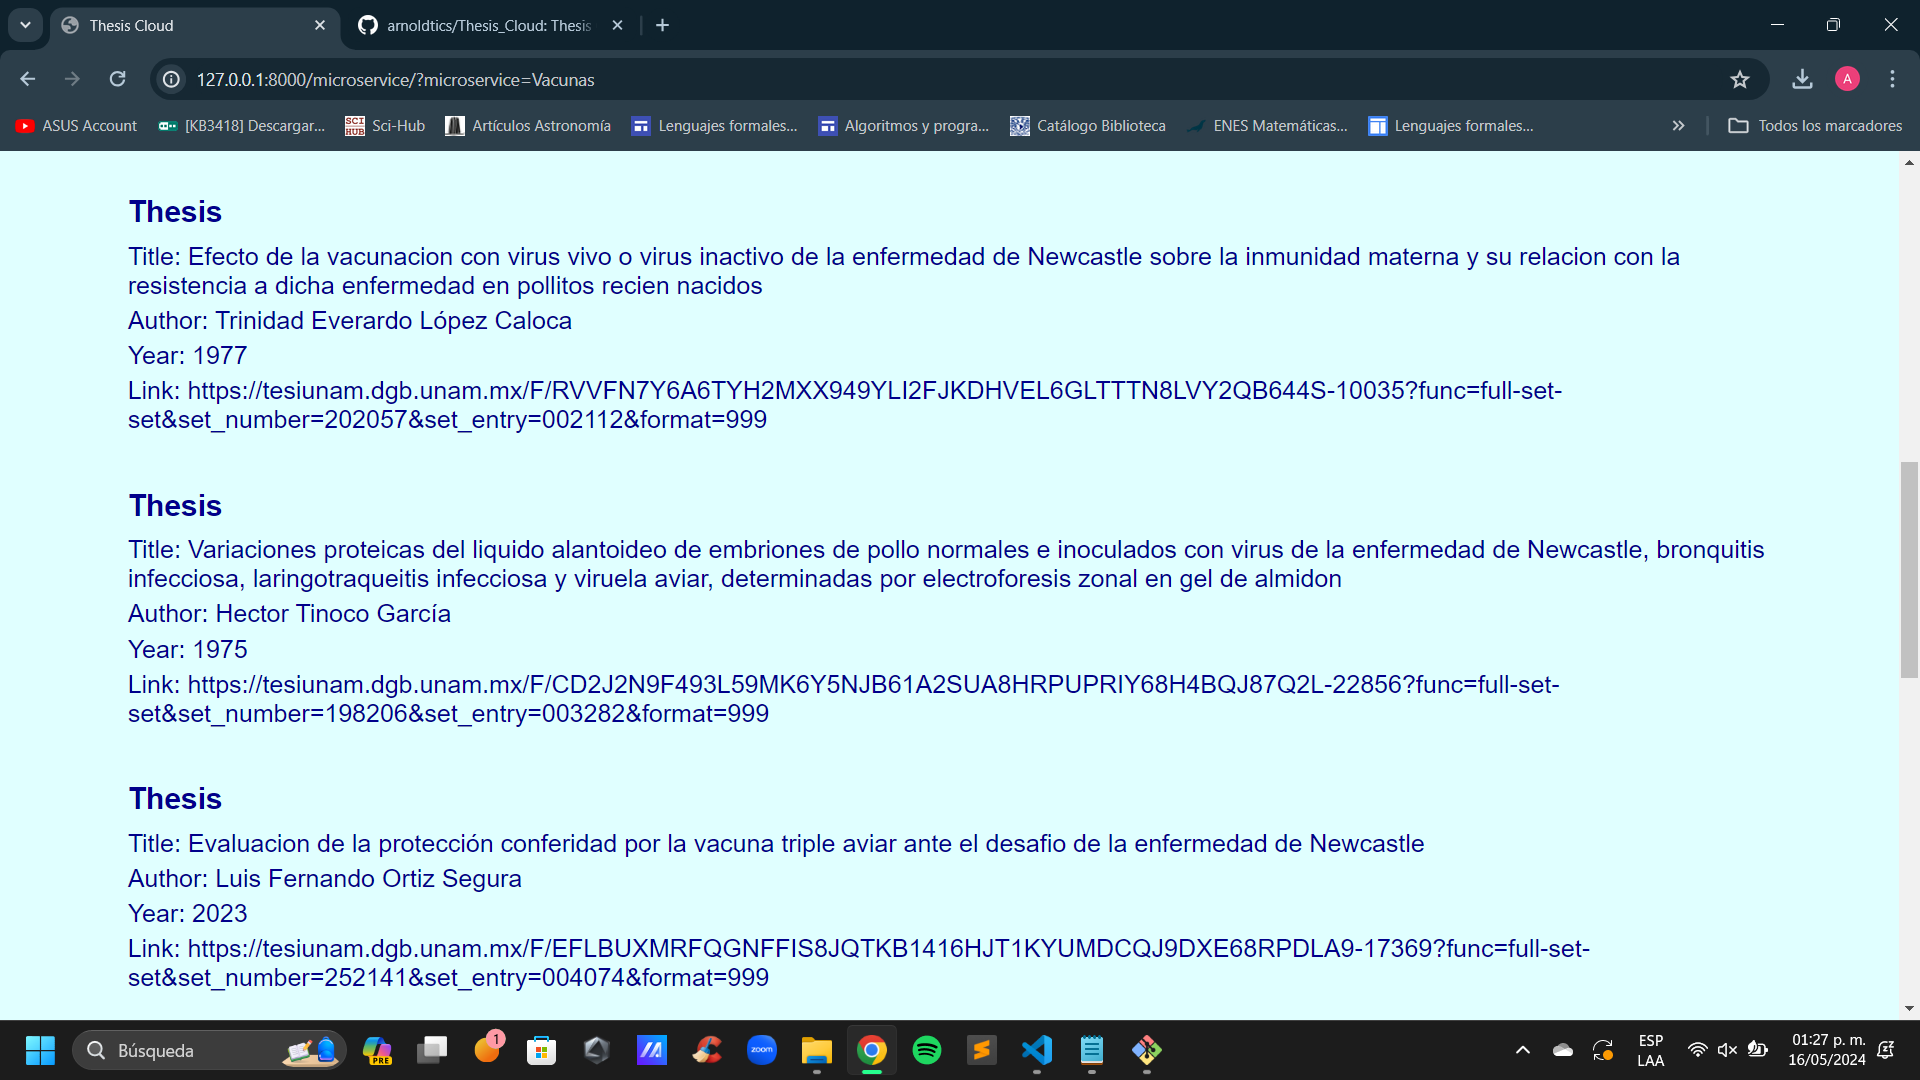 Thesis Cloud
arnoldtics/Thesis_Cloud: Thesis
127.0.0.1:8000/microservice/?microservice=Vacunas
A
ASUS Account
[KB3418] Descargar...
SCI HUB
Sci-Hub
Artículos Astronomía
Lenguajes formales...
Algoritmos y progra...
Catálogo Biblioteca
ENES Matemáticas...
Lenguajes formales...
Todos los marcadores
Thesis
Title: Efecto de la vacunacion con virus vivo o virus inactivo de la enfermedad de Newcastle sobre la inmunidad materna y su relacion con la
resistencia a dicha enfermedad en pollitos recien nacidos
Author: Trinidad Everardo López Caloca
Year: 1977
Link: https://tesiunam.dgb.unam.mx/F/RVVFN7Y6A6TYH2MXX949YLI2FJKDHVEL6GLTTTN8LVY2QB644S-10035?func=full-set-
set&set_number=202057&set_entry=002112&format=999
Thesis
Title: Variaciones proteicas del liquido alantoideo de embriones de pollo normales e inoculados con virus de la enfermedad de Newcastle, bronquitis
infecciosa, laringotraqueitis infecciosa y viruela aviar, determinadas por electroforesis zonal en gel de almidon
Author: Hector Tinoco García
Year: 1975
Link: https://tesiunam.dgb.unam.mx/F/CD2J2N9F493L59MK6Y5NJB61A2SUA8HRPUPRIY68H4BQJ87Q2L-22856?func=full-set-
set&set_number=198206&set_entry=003282&format=999
Thesis
Title: Evaluacion de la protección conferidad por la vacuna triple aviar ante el desafio de la enfermedad de Newcastle
Author: Luis Fernando Ortiz Segura
Year: 2023
Link: https://tesiunam.dgb.unam.mx/F/EFLBUXMRFQGNFFIS8JQTKB1416HJT1KYUMDCQJ9DXE68RPDLA9-17369?func=full-set-
set&set_number=252141&set_entry=004074&format=999
Búsqueda
PRE
1
zoom
ESP
LAA
01:27 p. m.
16/05/2024